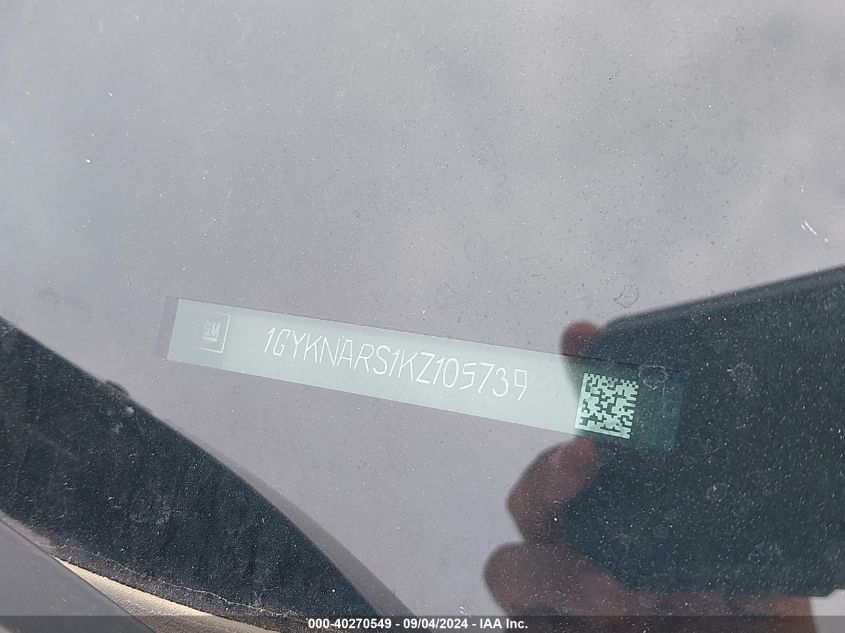 GM
1GYKNARS1KZ105739
000-40270549 - 09/04/2024 - IAA Inc.